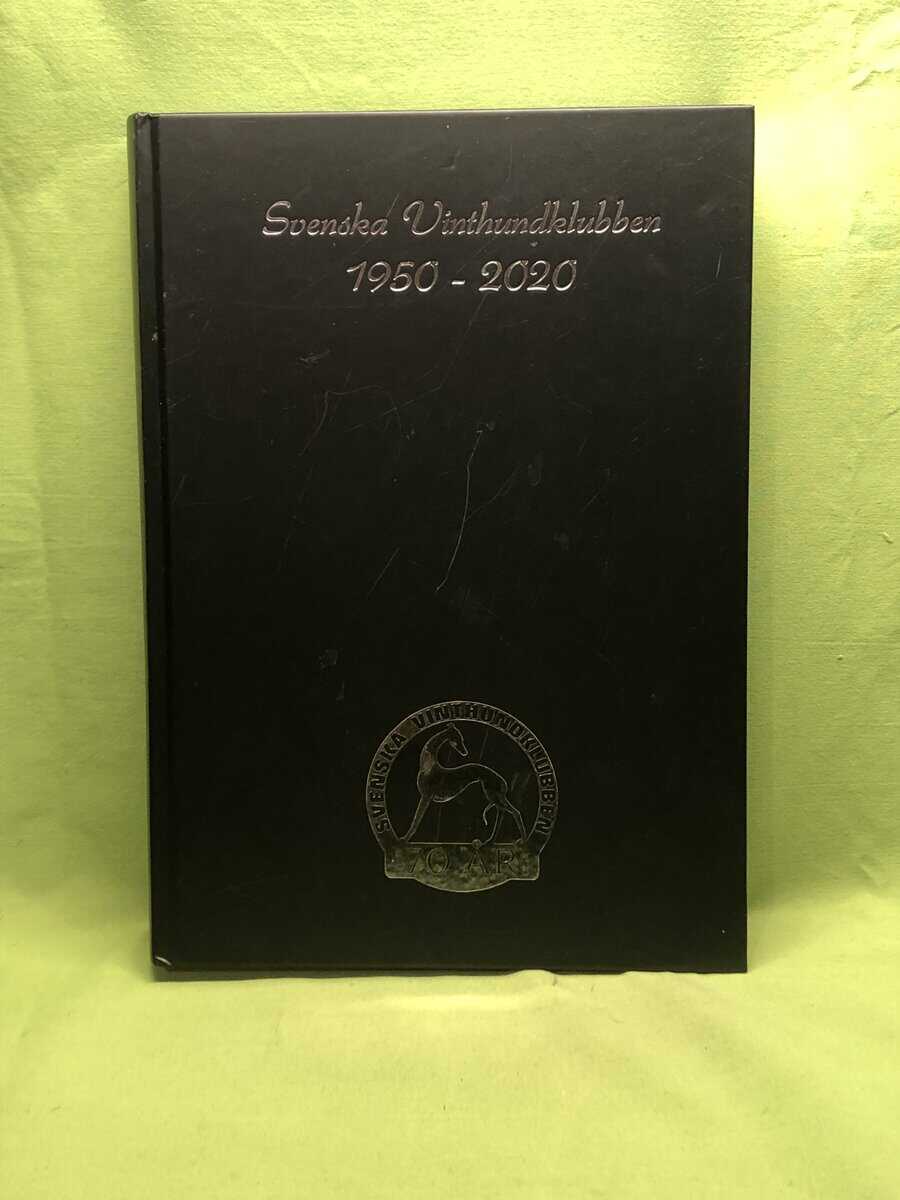 Svenska Vinthundklubben
1950 - 2020
SVENSKA VINTHUNDKLUBBEN
70 ÅR